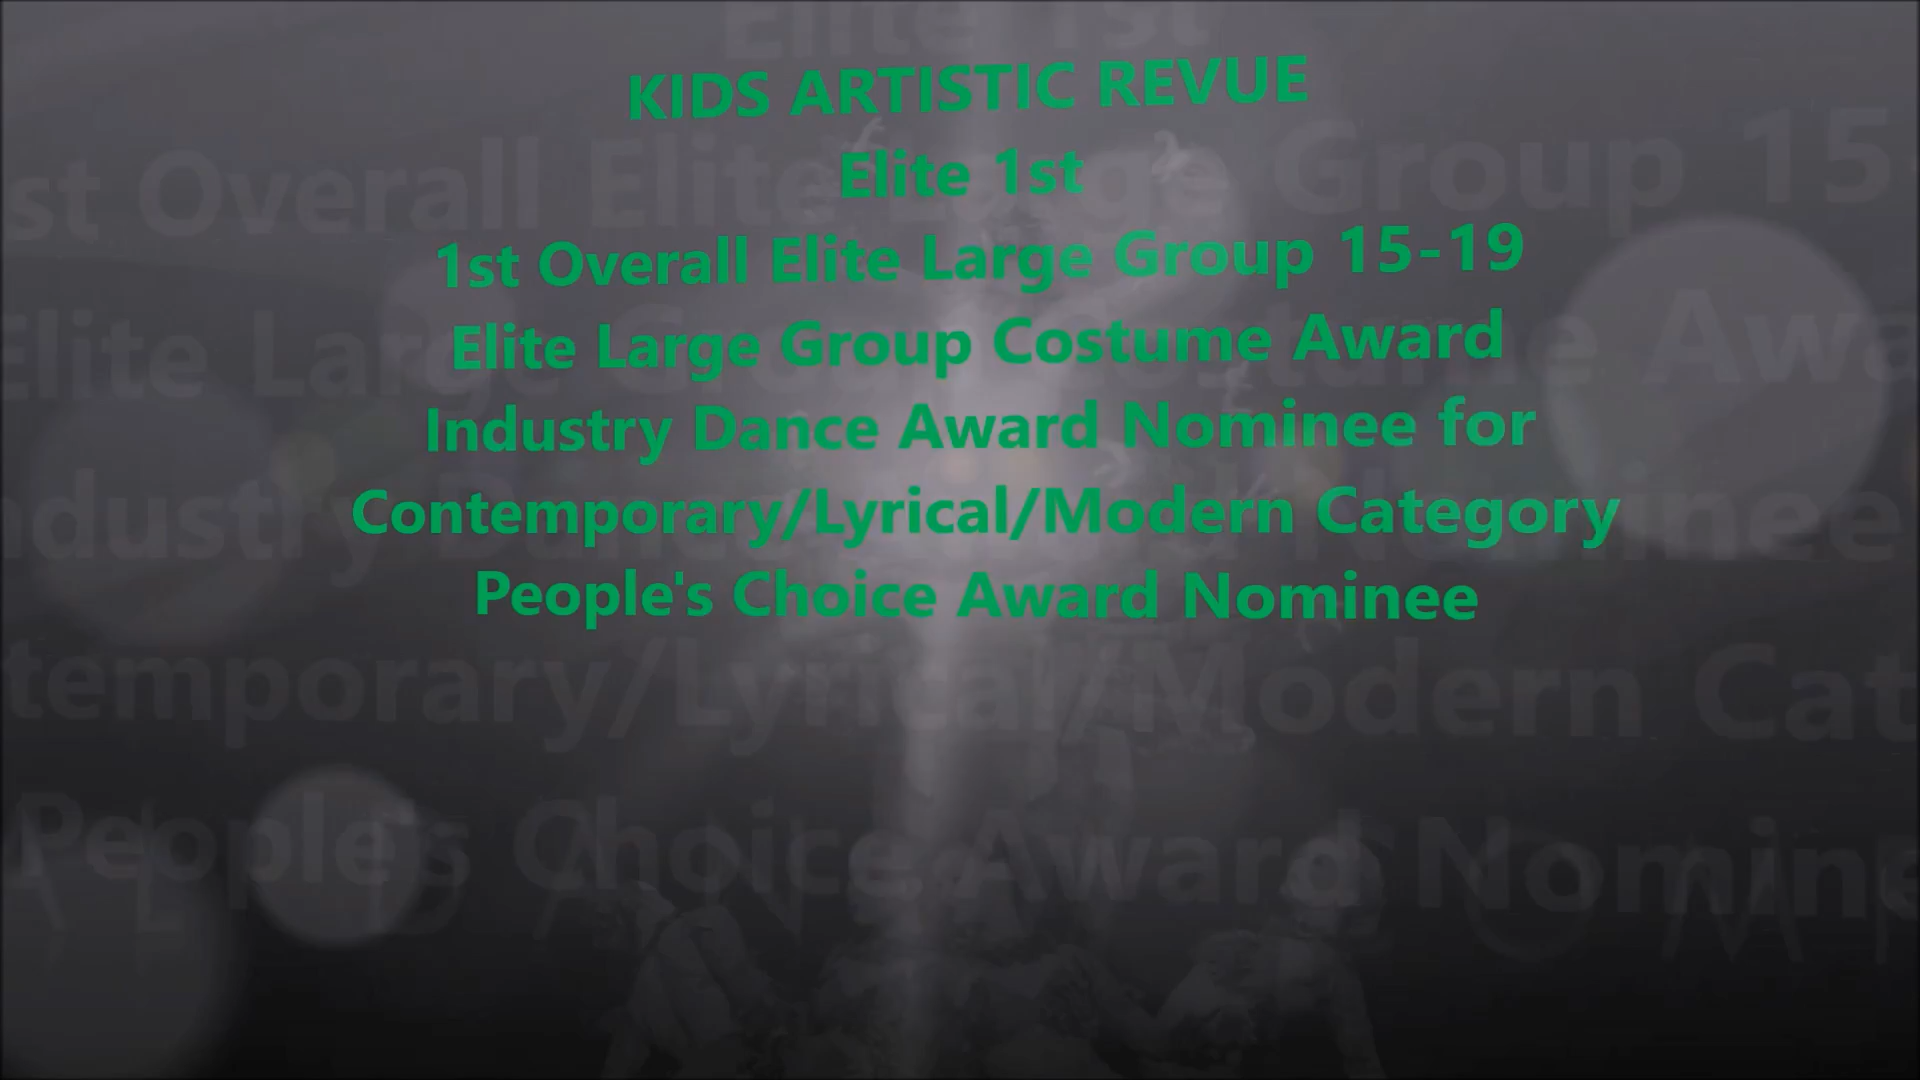 KIDS ARTISTIC REVUE
Elite 1st
1st Overall Elite Large Group 15-19
Elite Large Group Costume Award
Industry Dance Award Nominee for
Contemporary/Lyrical/Modern Category
People's Choice Award Nominee